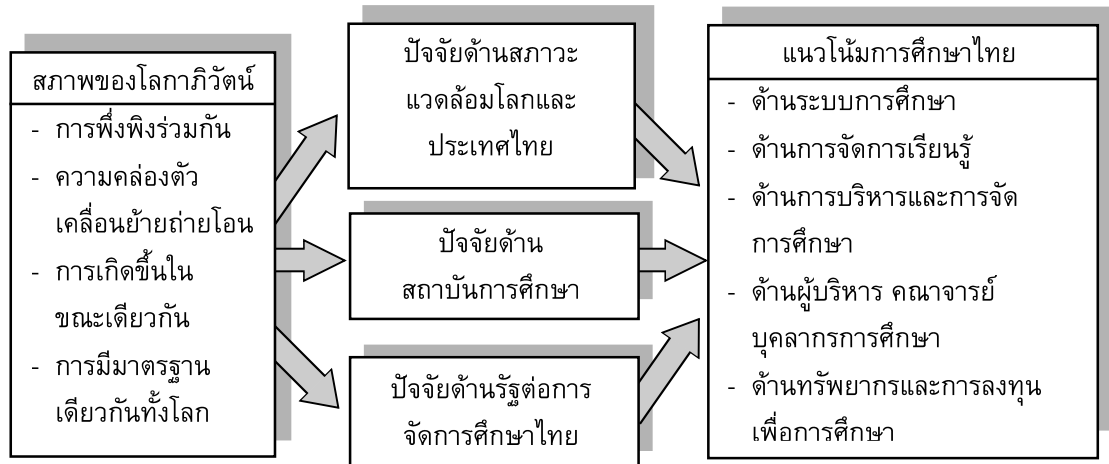 สภาพของโลกาภิวัตน์
- การพึ่งพิงร่วมกัน
- ความคล่องตัว
เคลื่อนย้ายถ่ายโอน
- การเกิดขึ้นใน
ขณะเดียวกัน
- การมีมาตรฐาน
เดียวกันทั้งโลก
ปัจจัยด้านสภาวะ
แวดล้อมโลกและ
ประเทศไทย
ปัจจัยด้าน
สถาบันการศึกษา
ปัจจัยด้านรัฐต่อการ
จัดการศึกษาไทย
แนวโน้มการศึกษาไทย
- ด้านระบบการศึกษา
- ด้านการจัดการเรียนรู้
- ด้านการบริหารและการจัด
การศึกษา
- ด้านผู้บริหาร คณาจารย์
บุคลากรการศึกษา
- ด้านทรัพยากรและการลงทุน
เพื่อการศึกษา